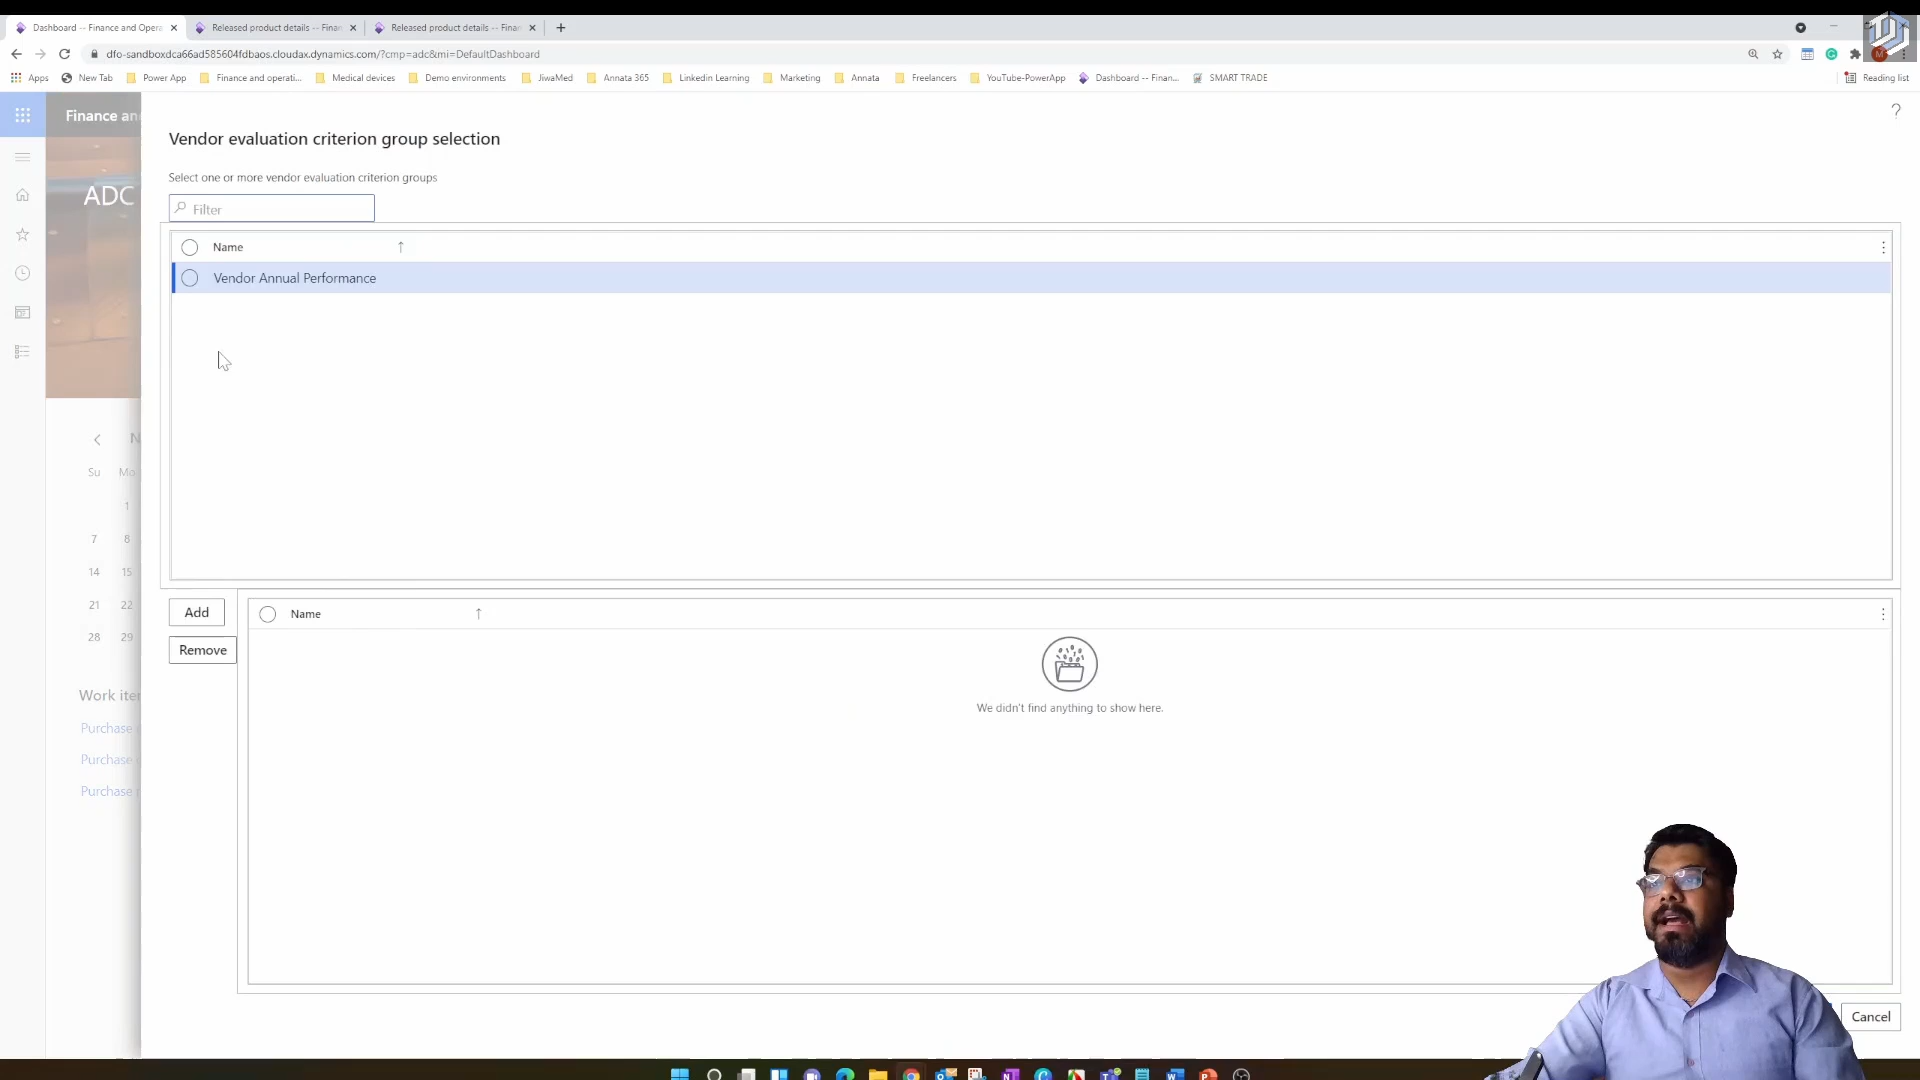 Dashboard -- Finance and Opera
Released product details -- Finan
Released product details -- Finan
dfo-sandboxdca66ad585604fdbaos.cloudax.dynamics.com/?cmp=adc&mi=DefaultDashboard
Apps New Tab Power App Finance and operati... Medical devices Demo environments JiwaMed Annata 365 Linkedin Learning Marketing Annata Freelancers YouTube-PowerApp Dashboard -- Finan... SMART TRADE Reading list
Finance an
?
Vendor evaluation criterion group selection
Select one or more vendor evaluation criterion groups
ADC
Filter
Name
Vendor Annual Performance
N
Su Mo
1
7 8
14 15
21 22
28 29
Add
Name
Remove
We didn't find anything to show here.
Work ite
Purchase
Purchase
Purchase
Cancel